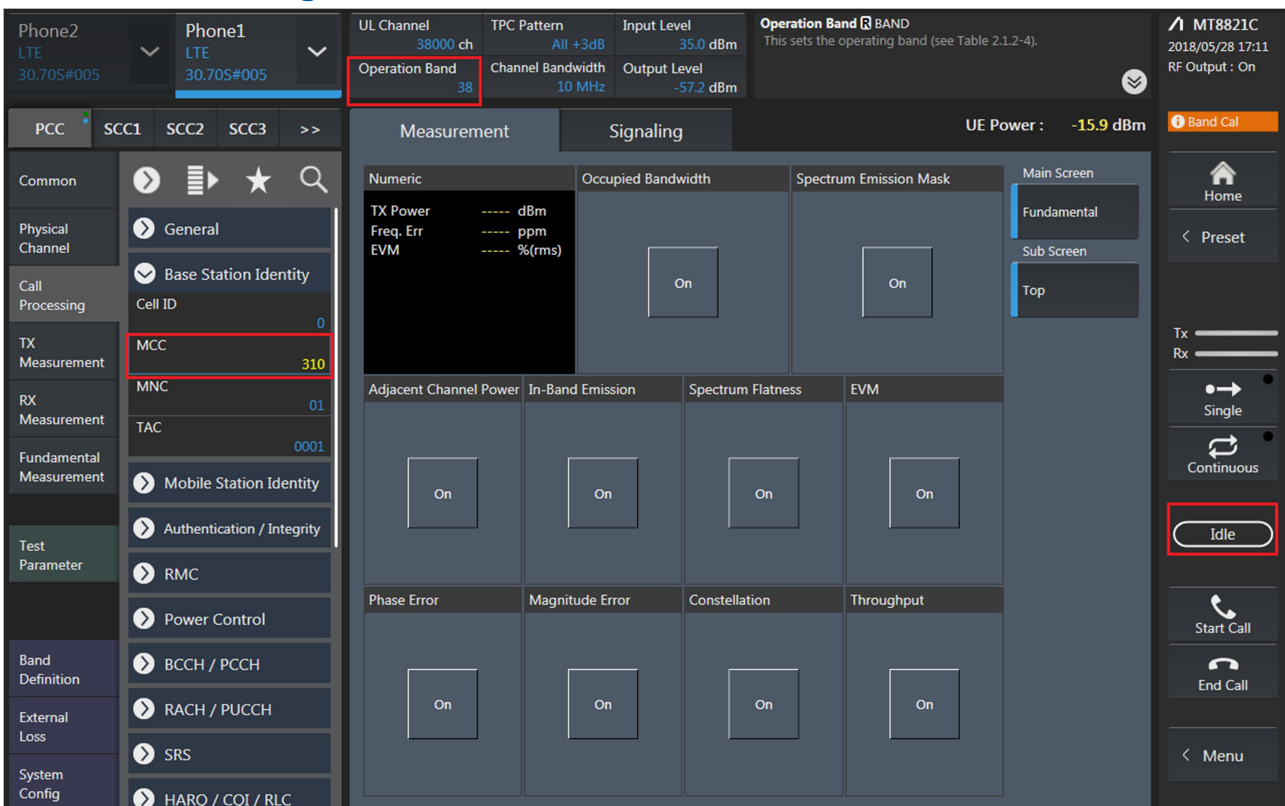 Phone2
LTE
30.70S#005
Phone1
LTE
30.70S#005
UL Channel
38000 ch
TPC Pattern
All +3dB
Input Level
35.0 dBm
Operation Band
38
Channel Bandwidth
10 MHz
Output Level
-57.2 dBm
Operation Band R BAND
This sets the operating band (see Table 2.1.2-4).
MT8821C
2018/05/28 17:11
RF Output : On
PCC SCC1 SCC2 SCC3 >>
Measurement
Signaling
UE Power : -15.9 dBm
Band Cal
Common
Physical
Channel
Call
Processing
TX
Measurement
RX
Measurement
Fundamental
Measurement
Test
Parameter
Band
Definition
External
Loss
System
Config
General
Base Station Identity
Cell ID
0
MCC
310
MNC
01
TAC
0001
Mobile Station Identity
Authentication / Integrity
RMC
Power Control
BCCH / PCCH
RACH / PUCCH
SRS
HARQ / CQI / RLC
Numeric
TX Power ----- dBm
Freq. Err ----- ppm
EVM ----- %(rms)
Occupied Bandwidth
On
Spectrum Emission Mask
On
Adjacent Channel Power
On
In-Band Emission
On
Spectrum Flatness
On
EVM
On
Phase Error
On
Magnitude Error
On
Constellation
On
Throughput
On
Main Screen
Fundamental
Sub Screen
Top
Home
< Preset
Tx
Rx
Single
Continuous
Idle
Start Call
End Call
< Menu